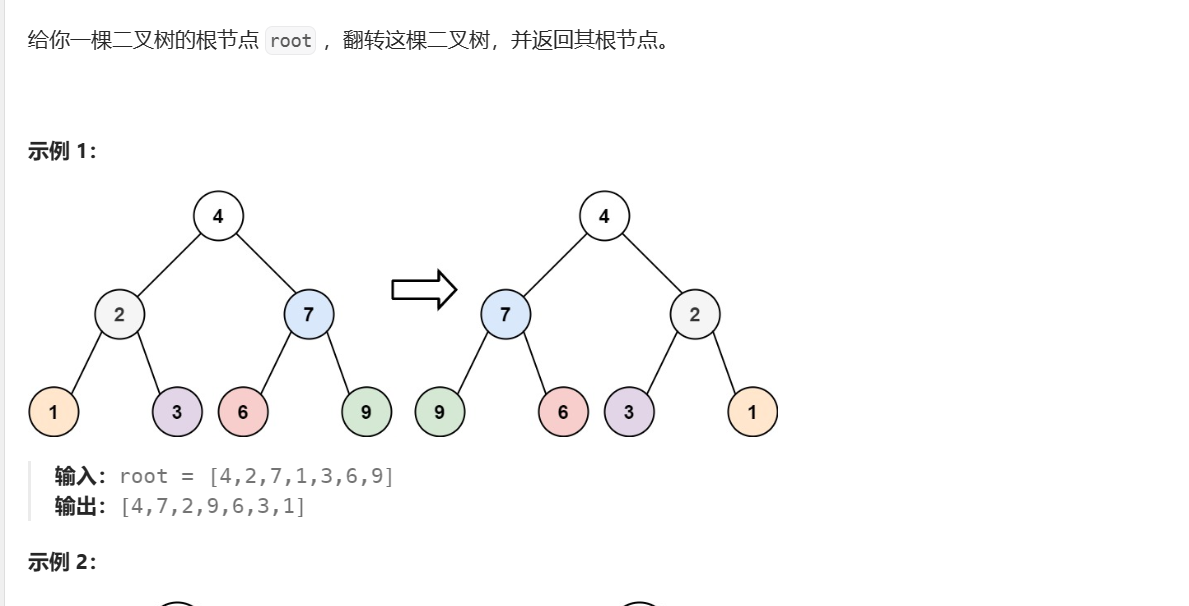 给你一棵二叉树的根节点 root ，翻转这棵二叉树，并返回其根节点。
示例 1：
4 4
2 7 7 2
1 3 6 9 9 6 3 1
输入：root = [4,2,7,1,3,6,9]
输出：[4,7,2,9,6,3,1]
示例 2：